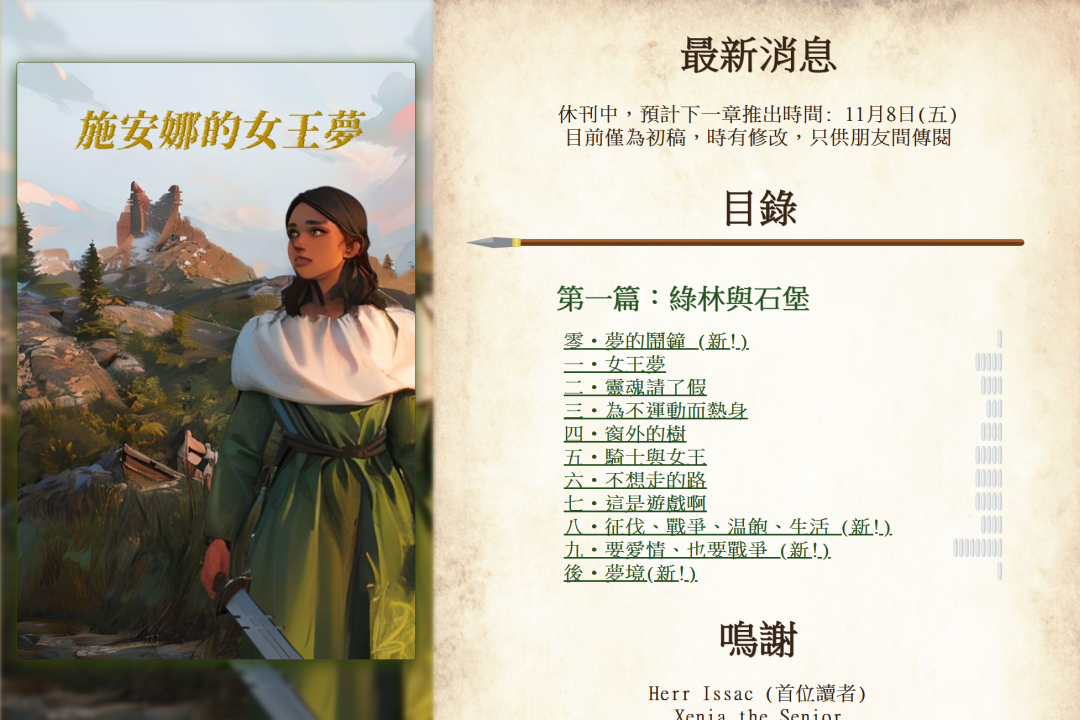 施安娜的女王夢
最新消息
休刊中，預計下一章推出時間: 11月8日(五)
目前僅為初稿，時有修改，只供朋友間傳閱
目錄
第一篇：綠林與石堡
零・夢的鬧鐘 (新!)
一・女王夢
二・靈魂請了假
三・為不運動而熱身
四・窗外的樹
五・騎士與女王
六・不想走的路
七・這是遊戲啊
八・征伐、戰爭、温飽、生活 (新!)
九・要愛情、也要戰爭 (新!)
後・夢境(新!)
鳴謝
Herr Issac (首位讀者)
Xenia the Senior